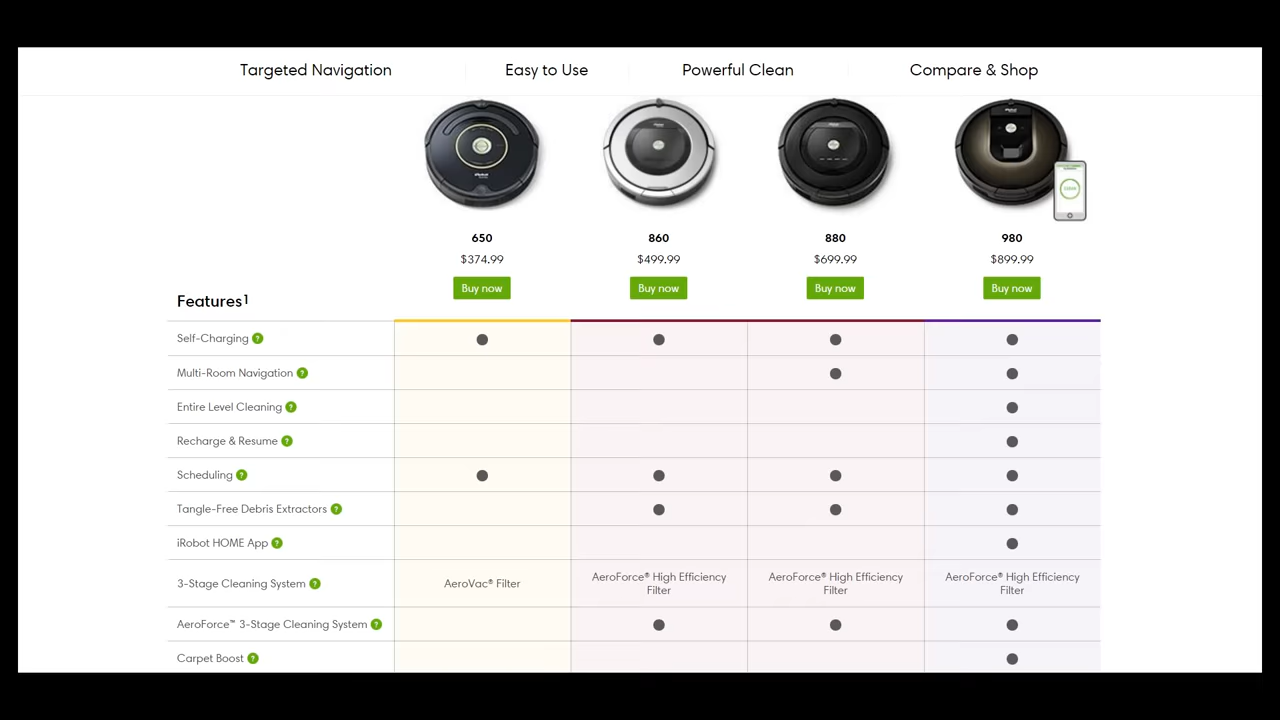 Targeted Navigation
Easy to Use
Powerful Clean
Compare & Shop
650
860
880
980
$374.99
$499.99
$699.99
$899.99
Buy now
Buy now
Buy now
Buy now
Features¹
Self-Charging ?
Multi-Room Navigation ?
Entire Level Cleaning ?
Recharge & Resume ?
Scheduling ?
Tangle-Free Debris Extractors ?
iRobot HOME App ?
3-Stage Cleaning System ?
AeroVac® Filter
AeroForce® High Efficiency
Filter
AeroForce® High Efficiency
Filter
AeroForce® High Efficiency
Filter
AeroForce™ 3-Stage Cleaning System ?
Carpet Boost ?